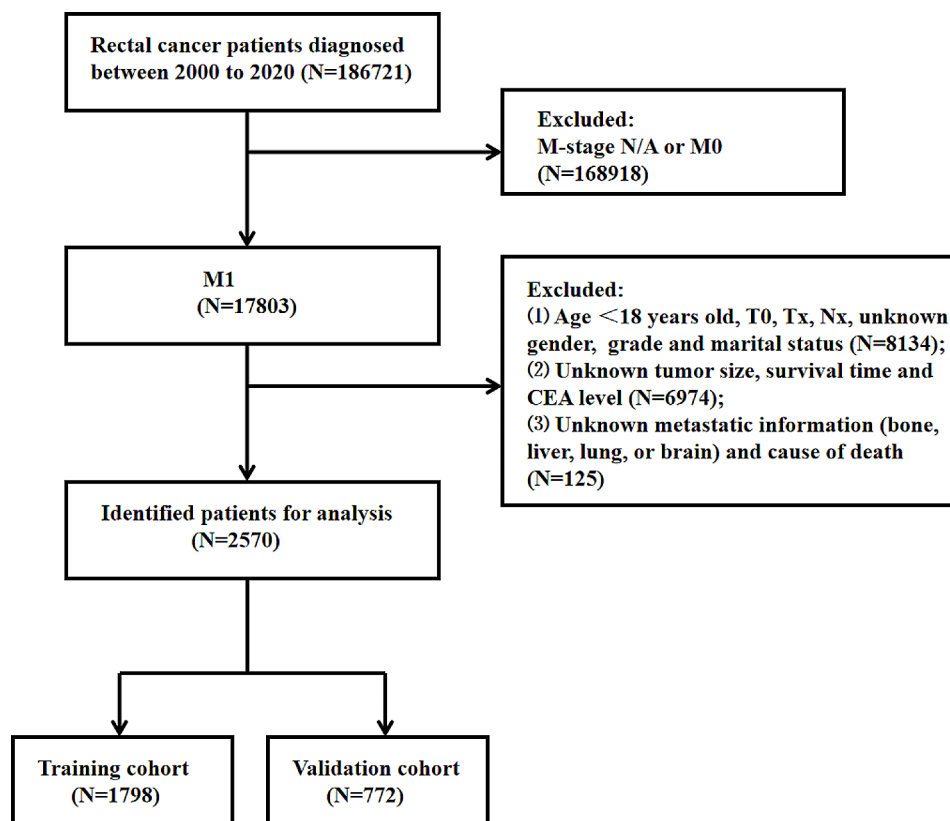 Rectal cancer patients diagnosed
between 2000 to 2020 (N=186721)
Excluded:
M-stage N/A or M0
(N=168918)
M1
(N=17803)
Excluded:
⑴ Age ＜18 years old, T0, Tx, Nx, unknown
gender, grade and marital status (N=8134);
⑵ Unknown tumor size, survival time and
CEA level (N=6974);
⑶ Unknown metastatic information (bone,
liver, lung, or brain) and cause of death
(N=125)
Identified patients for analysis
(N=2570)
Training cohort
(N=1798)
Validation cohort
(N=772)